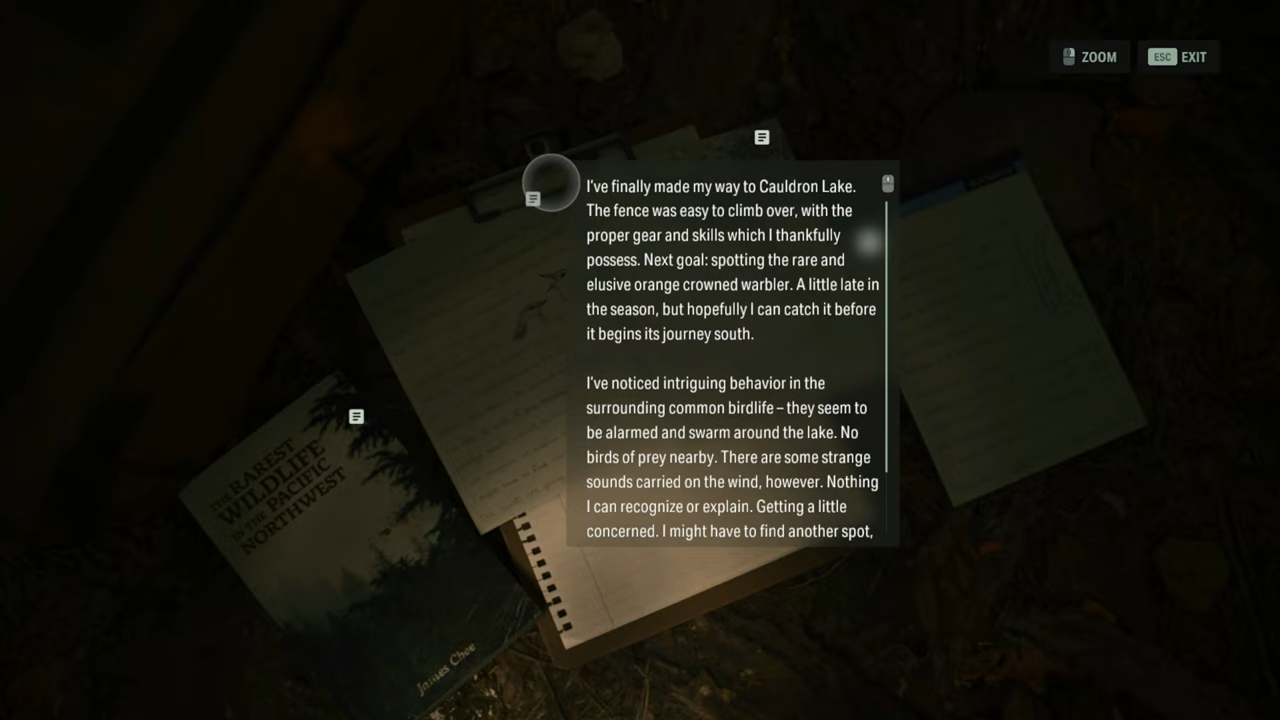 ZOOM
ESC EXIT
I've finally made my way to Cauldron Lake.
The fence was easy to climb over, with the
proper gear and skills which I thankfully
possess. Next goal: spotting the rare and
elusive orange crowned warbler. A little late in
the season, but hopefully I can catch it before
it begins its journey south.
I've noticed intriguing behavior in the
surrounding common birdlife – they seem to
be alarmed and swarm around the lake. No
birds of prey nearby. There are some strange
sounds carried on the wind, however. Nothing
I can recognize or explain. Getting a little
concerned. I might have to find another spot,
THE RAREST
WILDLIFE
IN THE PACIFIC
NORTHWEST
James Choe